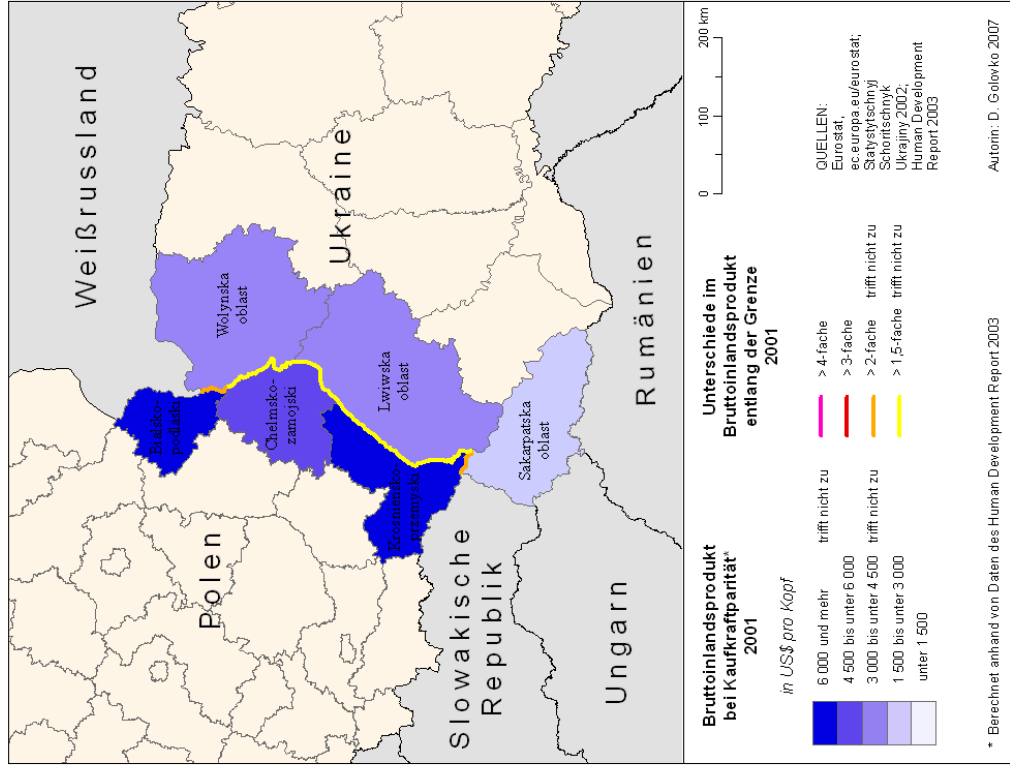 Weißrussland
Polen
Ukraine
Bialsko-
podlaski
Wolynska
oblast
Chelmsko-
zamojski
Lwiwska
oblast
Krosniensko-
przemyski
Sakarpatska
oblast
Slowakische
Republik
Ungarn
Rumänien
Bruttoinlandsprodukt
bei Kaufkraftparität*
2001
in US$ pro Kopf
6 000 und mehr trifft nicht zu
4 500 bis unter 6 000
3 000 bis unter 4 500 trifft nicht zu
1 500 bis unter 3 000
unter 1 500
Unterschiede im
Bruttoinlandsprodukt
entlang der Grenze
2001
> 4-fache
> 3-fache
> 2-fache trifft nicht zu
> 1,5-fache trifft nicht zu
0 100 200 km
QUELLEN:
Eurostat,
ec.europa.eu/eurostat;
Statystytschnyj
Schoritschnyk
Ukrajiny 2002;
Human Development
Report 2003
* Berechnet anhand von Daten des Human Development Report 2003
Autorin: D. Golovko 2007